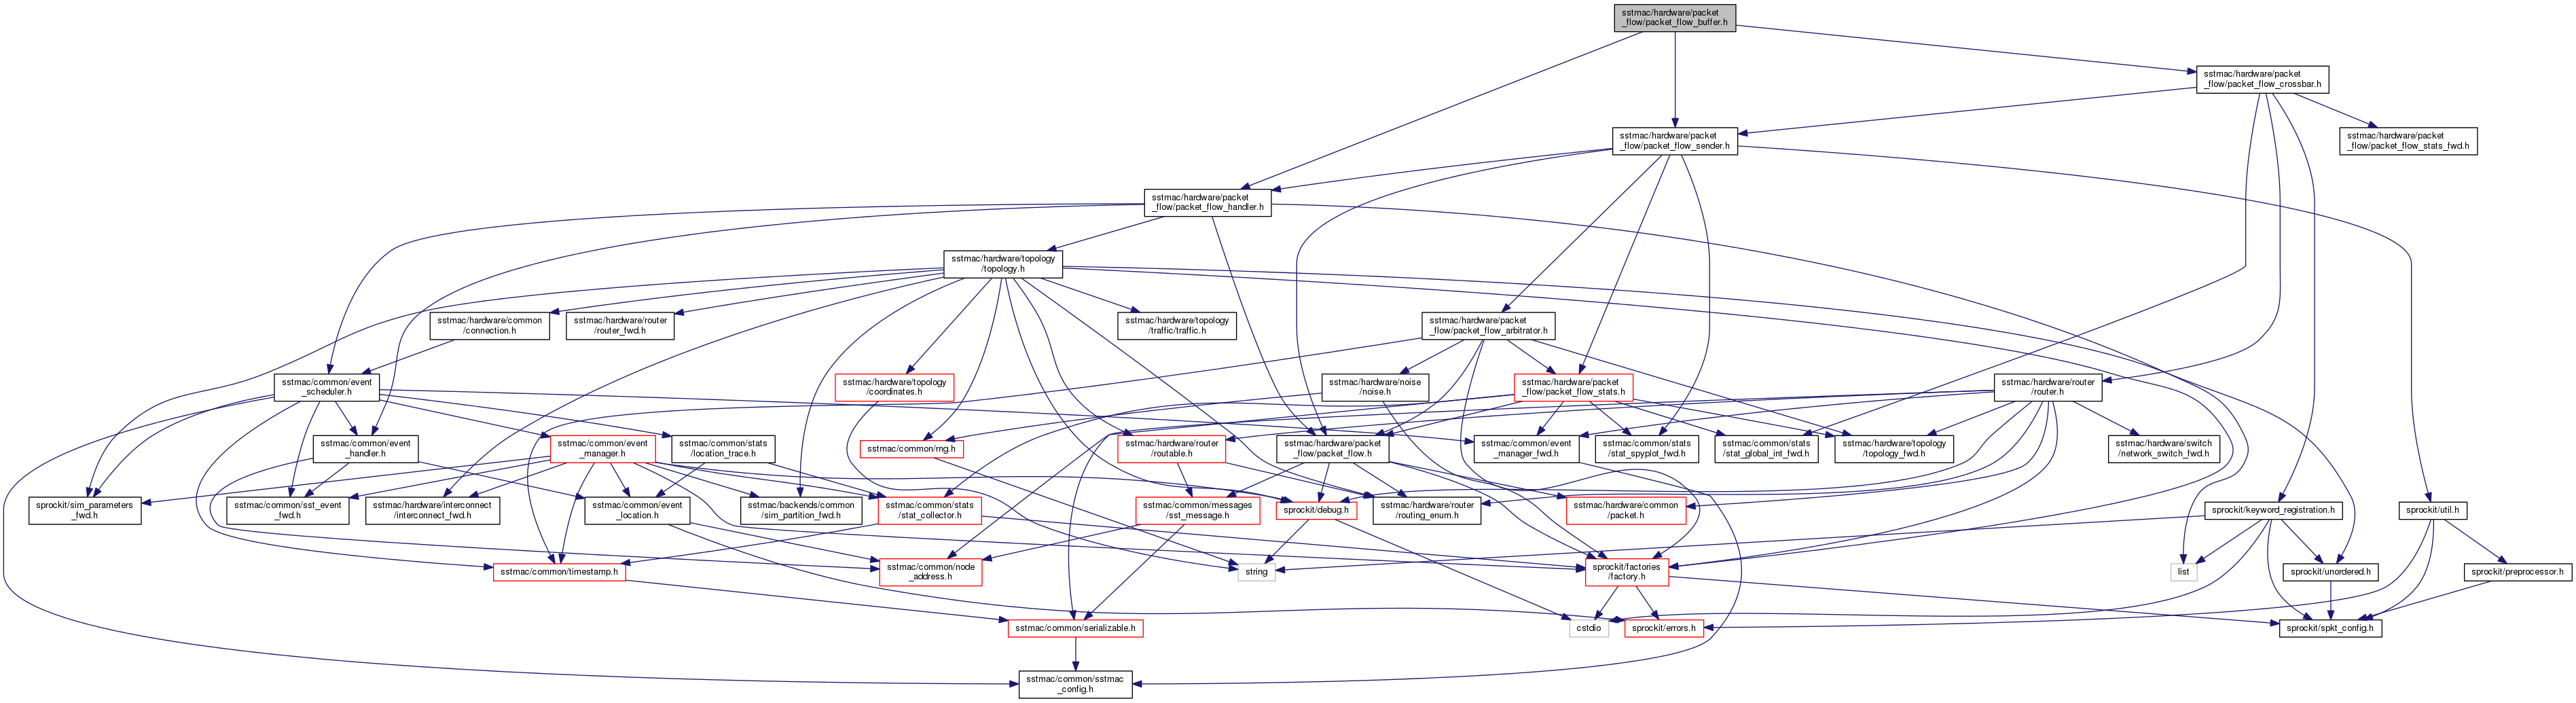 sstmac/hardware/packet
_flow/packet_flow_buffer.h
sstmac/hardware/packet
_flow/packet_flow_crossbar.h
sstmac/hardware/packet
_flow/packet_flow_sender.h
sstmac/hardware/packet
_flow/packet_flow_stats_fwd.h
sstmac/hardware/packet
_flow/packet_flow_handler.h
sstmac/hardware/topology
/topology.h
sstmac/hardware/common
/connection.h
sstmac/hardware/router
/router_fwd.h
sstmac/hardware/topology
/traffic/traffic.h
sstmac/hardware/packet
_flow/packet_flow_arbitrator.h
sstmac/common/event
_scheduler.h
sstmac/hardware/topology
/coordinates.h
sstmac/hardware/noise
/noise.h
sstmac/hardware/packet
_flow/packet_flow_stats.h
sstmac/hardware/router
/router.h
sstmac/common/event
_handler.h
sstmac/common/event
_manager.h
sstmac/common/stats
/location_trace.h
sstmac/common/rng.h
sstmac/hardware/router
/routable.h
sstmac/hardware/packet
_flow/packet_flow.h
sstmac/common/event
_manager_fwd.h
sstmac/common/stats
/stat_spyplot_fwd.h
sstmac/common/stats
/stat_global_int_fwd.h
sstmac/hardware/topology
/topology_fwd.h
sstmac/hardware/switch
/network_switch_fwd.h
sprockit/sim_parameters
_fwd.h
sstmac/common/sst_event
_fwd.h
sstmac/hardware/interconnect
/interconnect_fwd.h
sstmac/common/event
_location.h
sstmac/backends/common
/sim_partition_fwd.h
sstmac/common/stats
/stat_collector.h
sstmac/common/messages
/sst_message.h
sprockit/debug.h
sstmac/hardware/router
/routing_enum.h
sstmac/hardware/common
/packet.h
sprockit/keyword_registration.h
sprockit/util.h
sstmac/common/timestamp.h
sstmac/common/node
_address.h
string
sprockit/factories
/factory.h
list
sprockit/unordered.h
sprockit/preprocessor.h
sstmac/common/serializable.h
cstdio
sprockit/errors.h
sprockit/spkt_config.h
sstmac/common/sstmac
_config.h